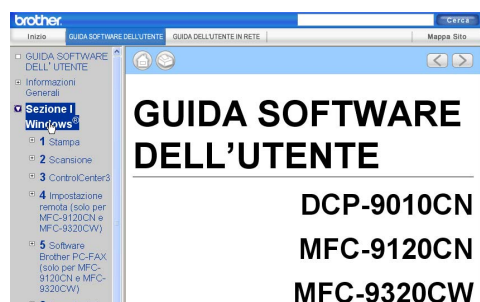 brother.
Cerca
Inizio
GUIDA SOFTWARE DELL'UTENTE
GUIDA DELL'UTENTE IN RETE
Mappa Sito
GUIDA SOFTWARE
DELL' UTENTE
Informazioni
Generali
Sezione I
Windows®
1 Stampa
2 Scansione
3 ControlCenter3
4 Impostazione
remota (solo per
MFC-9120CN e
MFC-9320CW)
5 Software
Brother PC-FAX
(solo per MFC-
9120CN e MFC-
9320CW)
GUIDA SOFTWARE
DELL’UTENTE
DCP-9010CN
MFC-9120CN
MFC-9320CW